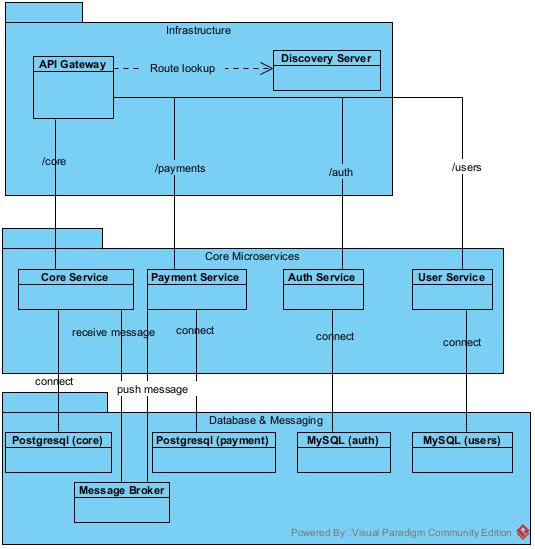 Infrastructure
API Gateway
Discovery Server
Route lookup
/core
/payments
/auth
/users
Core Microservices
Core Service
Payment Service
Auth Service
User Service
receive message
connect
connect
connect
connect
push message
Database & Messaging
Postgresql (core)
Postgresql (payment)
MySQL (auth)
MySQL (users)
Message Broker
Powered By: Visual Paradigm Community Edition